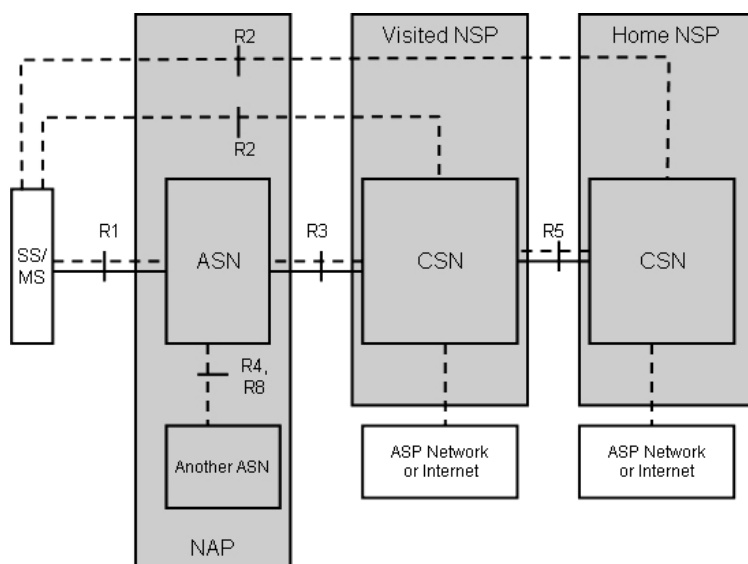 R2
Visited NSP
Home NSP
R2
SS/
MS
R1
ASN
R3
CSN
R5
CSN
R4,
R8
Another ASN
ASP Network
or Internet
ASP Network
or Internet
NAP